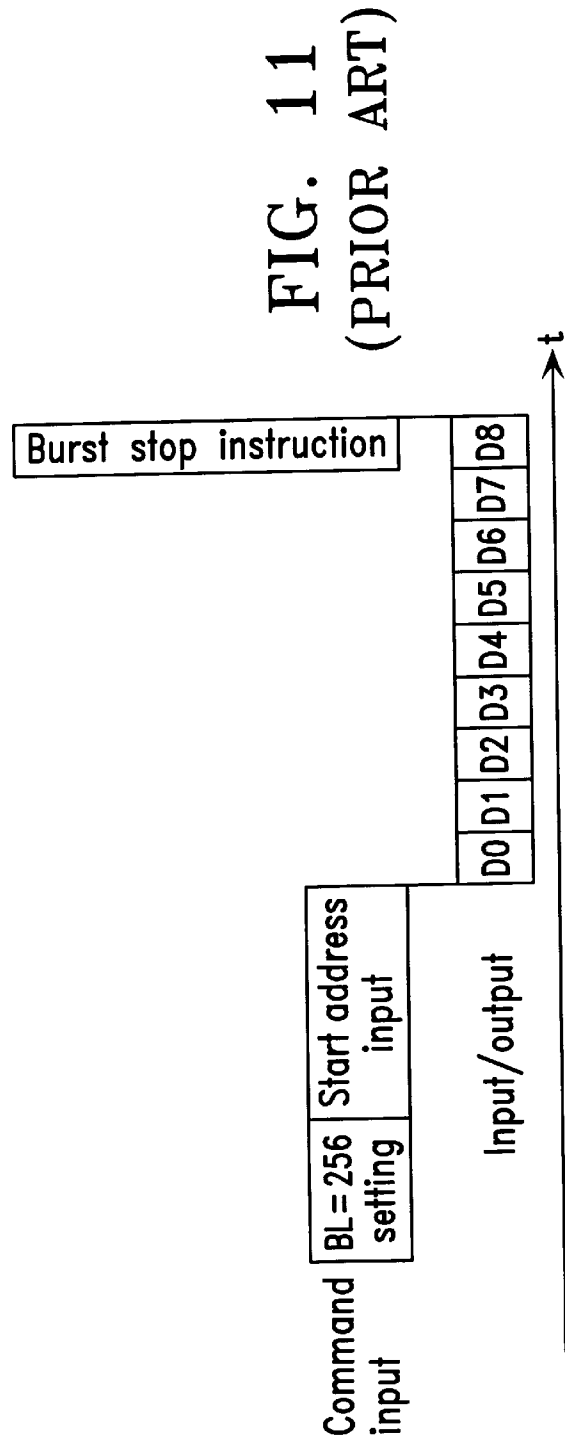 Command
input
BL=256
setting
Start address
input
Burst stop instruction
Input/output
D0 D1 D2 D3 D4 D5 D6 D7 D8
t
FIG. 11
(PRIOR ART)